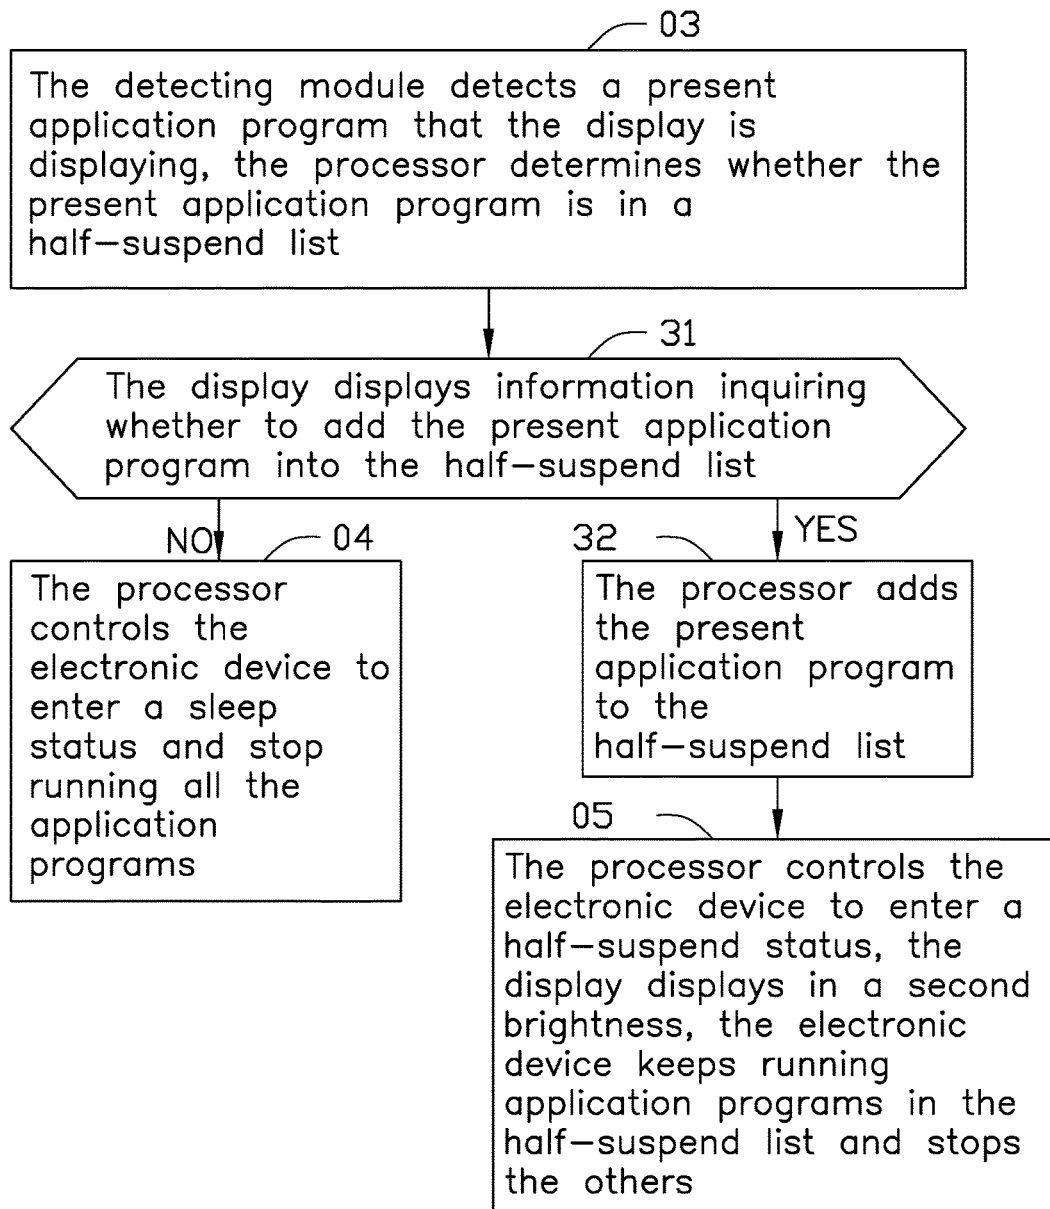 03
The detecting module detects a present
application program that the display is
displaying, the processor determines whether the
present application program is in a
half-suspend list
31
The display displays information inquiring
whether to add the present application
program into the half-suspend list
NO
YES
04
The processor
controls the
electronic device to
enter a sleep
status and stop
running all the
application
programs
32
The processor adds
the present
application program
to the
half-suspend list
05
The processor controls the
electronic device to enter a
half-suspend status, the
display displays in a second
brightness, the electronic
device keeps running
application programs in the
half-suspend list and stops
the others